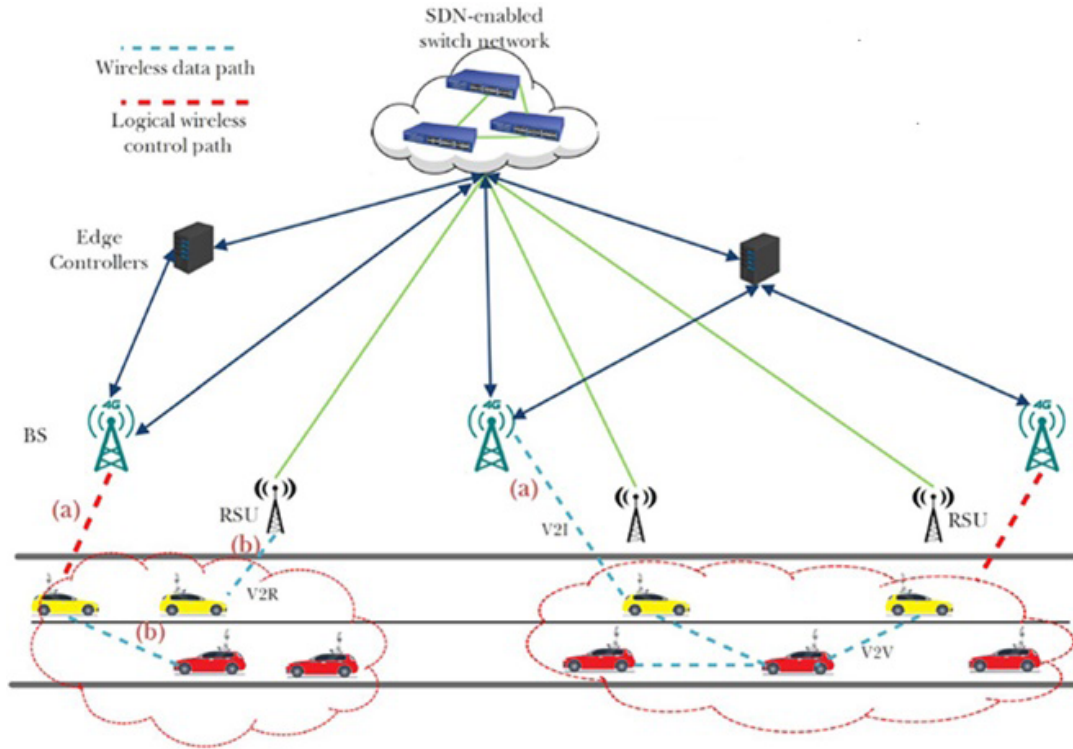 SDN-enabled
switch network
Wireless data path
Logical wireless
control path
Edge
Controllers
4G
4G
4G
BS
(a)
(a)
RSU
RSU
(b)
V2I
V2R
(b)
V2V